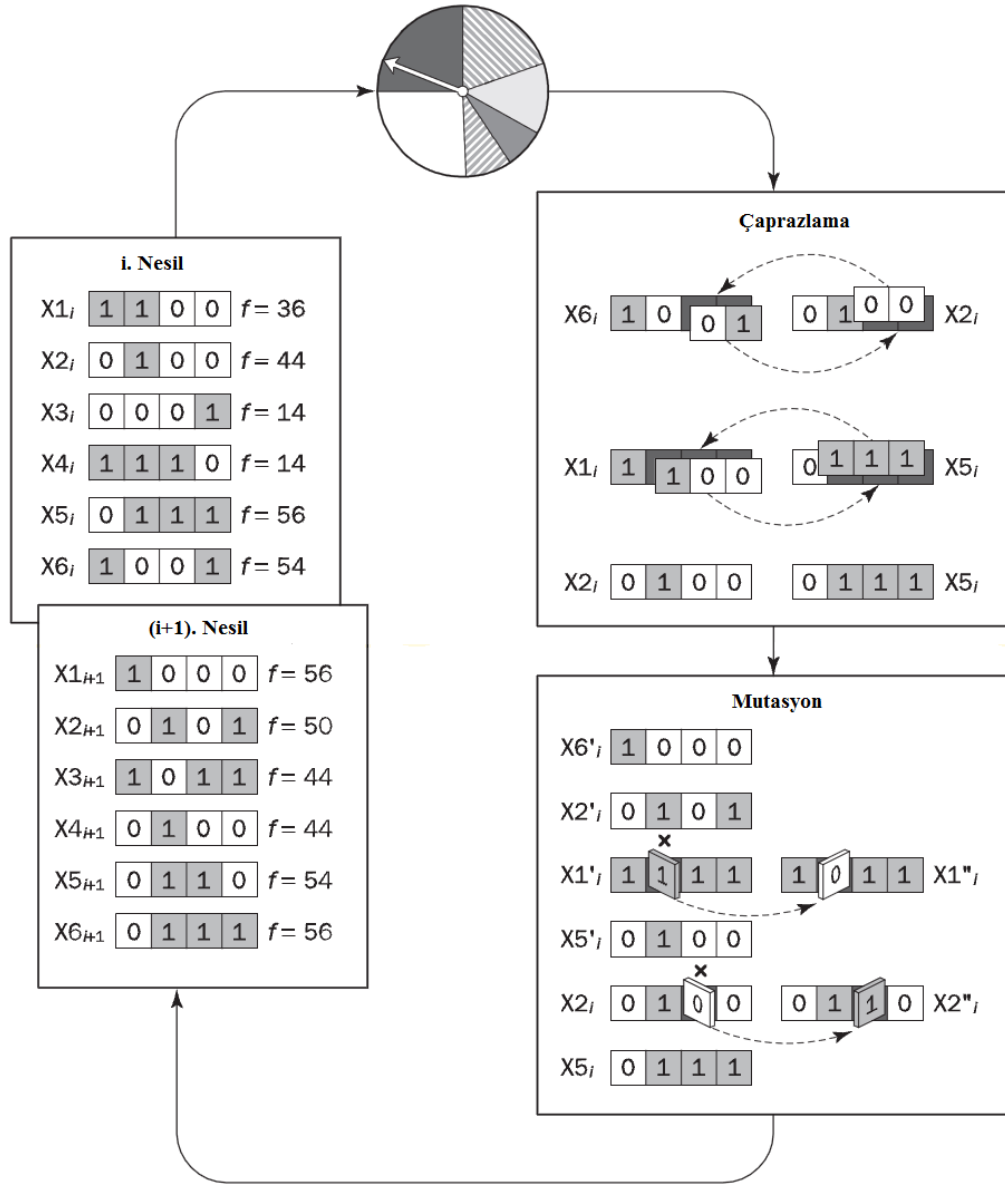 i. Nesil
X1i 1 1 0 0 f = 36
X2i 0 1 0 0 f = 44
X3i 0 0 0 1 f = 14
X4i 1 1 1 0 f = 14
X5i 0 1 1 1 f = 56
X6i 1 0 0 1 f = 54
(i+1). Nesil
X1i+1 1 0 0 0 f = 56
X2i+1 0 1 0 1 f = 50
X3i+1 1 0 1 1 f = 44
X4i+1 0 1 0 0 f = 44
X5i+1 0 1 1 0 f = 54
X6i+1 0 1 1 1 f = 56
Çaprazlama
X6i 1 0 0 1 0 1 0 0 X2i
X1i 1 1 0 0 0 1 1 1 X5i
X2i 0 1 0 0 0 1 1 1 X5i
Mutasyon
X6'i 1 0 0 0
X2'i 0 1 0 1
X1'i 1 1 1 1 1 0 1 1 X1"i
X5'i 0 1 0 0
X2i 0 1 0 0 0 1 1 0 X2"i
X5i 0 1 1 1